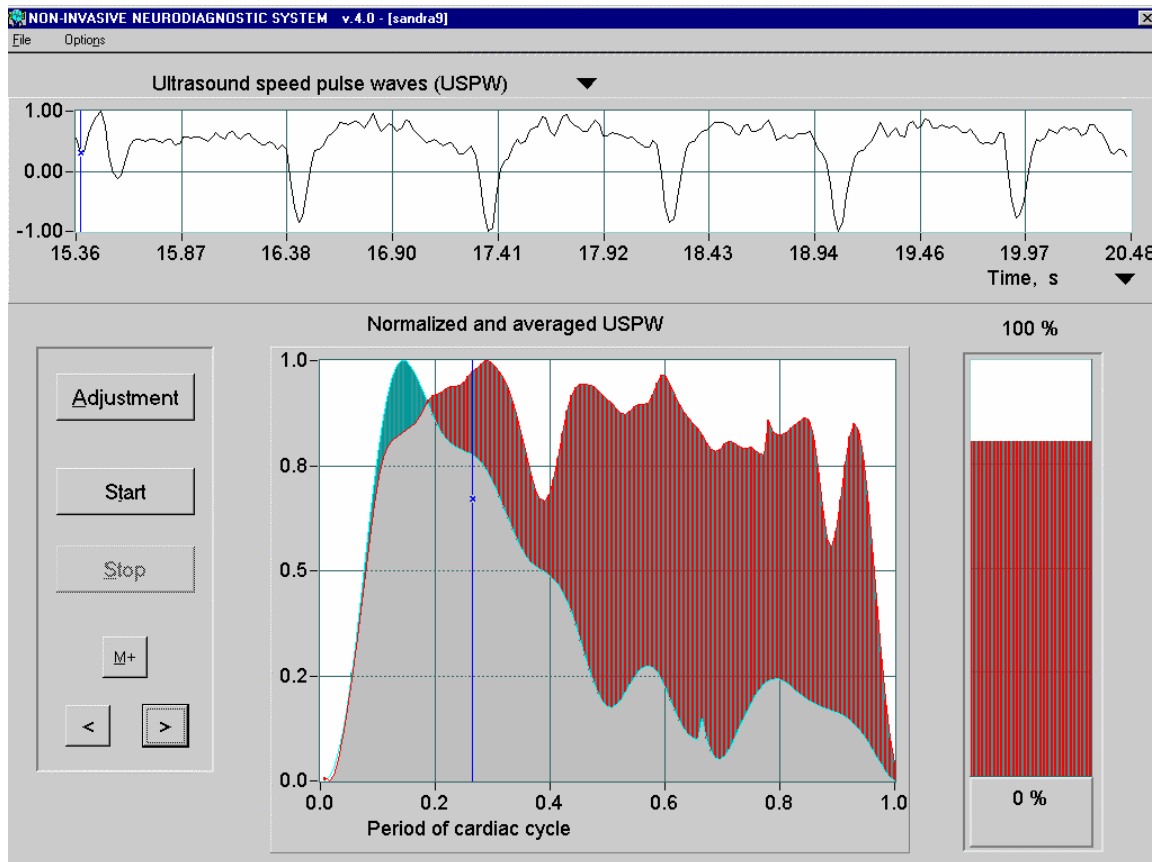 NON-INVASIVE NEURODIAGNOSTIC SYSTEM v.4.0 - [sandra9]
File Options
Ultrasound speed pulse waves (USPW)
1.00
0.00
-1.00
15.36 15.87 16.38 16.90 17.41 17.92 18.43 18.94 19.46 19.97 20.48
Time, s
Normalized and averaged USPW
100 %
Adjustment
Start
Stop
M+
< >
1.0
0.8
0.5
0.2
0.0
0.0 0.2 0.4 0.6 0.8 1.0
Period of cardiac cycle
0 %